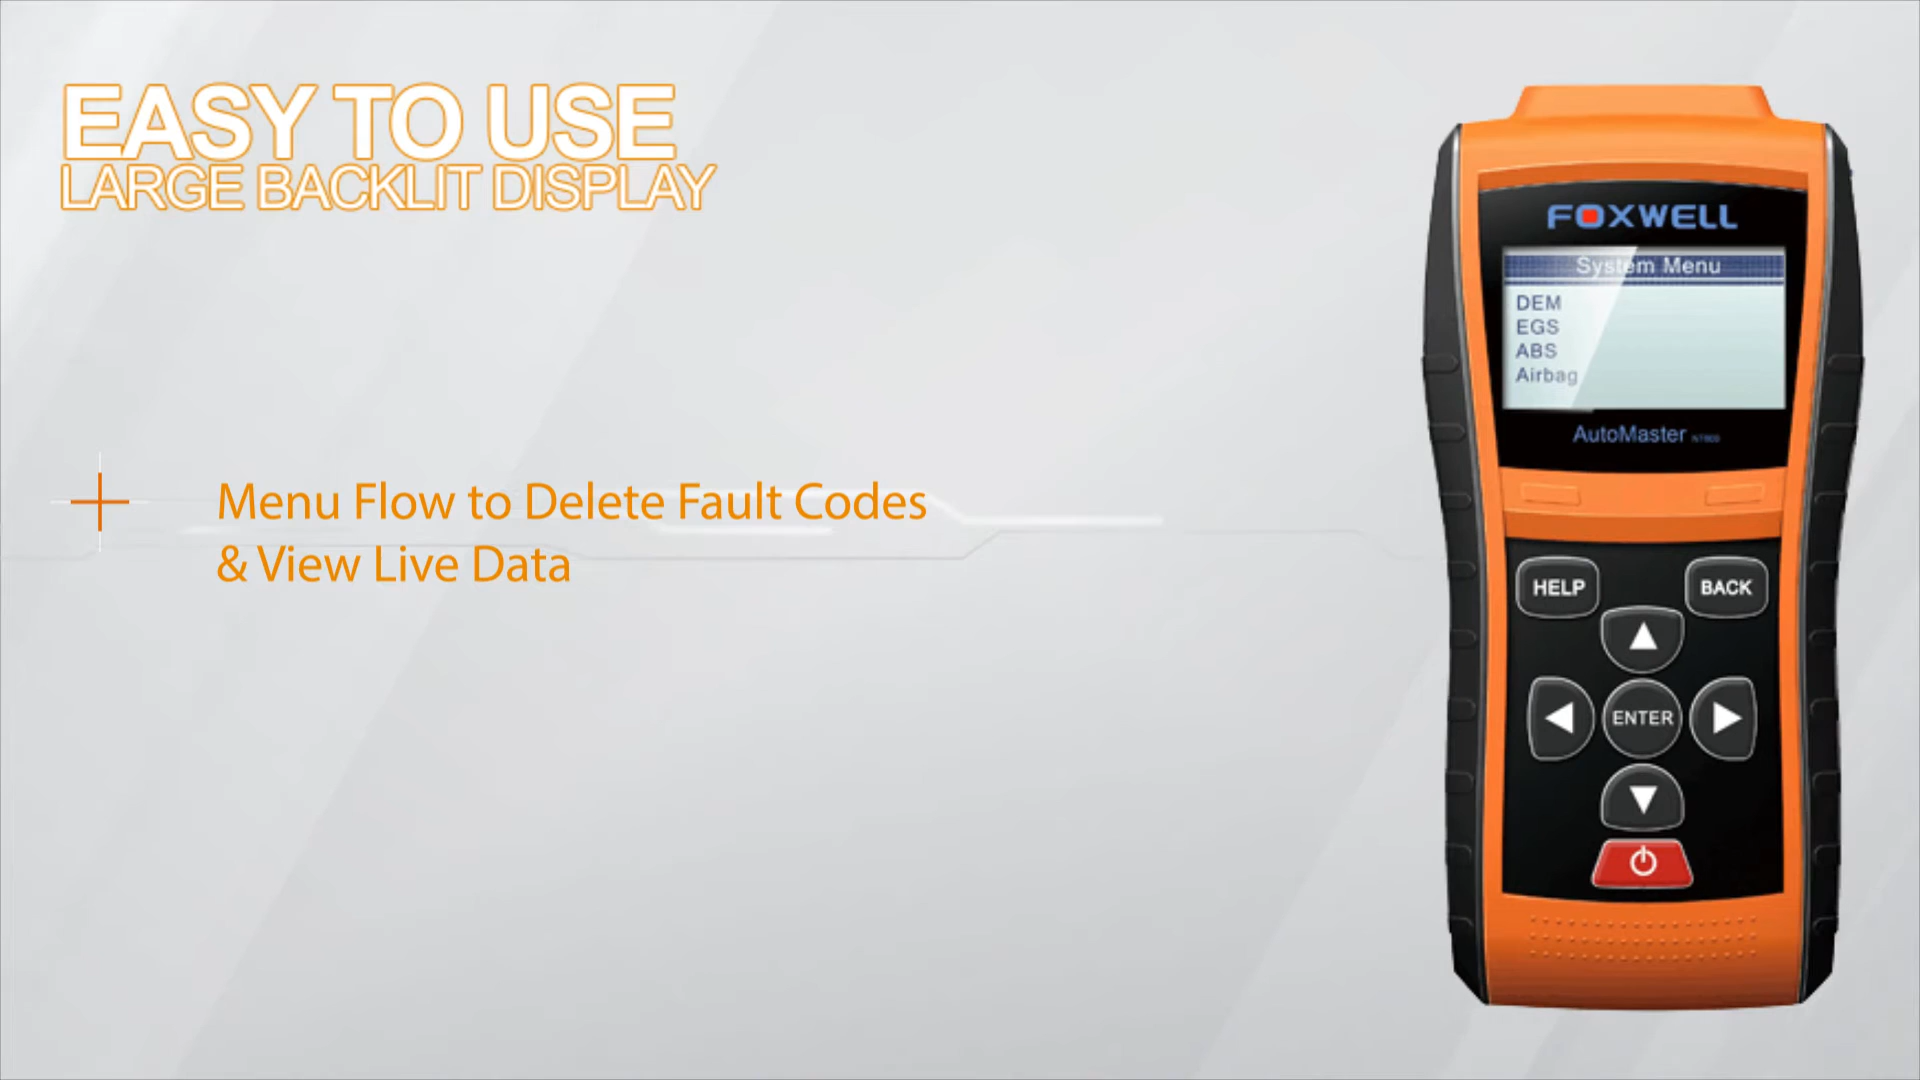 EASY TO USE
LARGE BACKLIT DISPLAY
Menu Flow to Delete Fault Codes
& View Live Data
FOXWELL
System Menu
DEM
EGS
ABS
Airbag
AutoMaster
HELP
BACK
ENTER